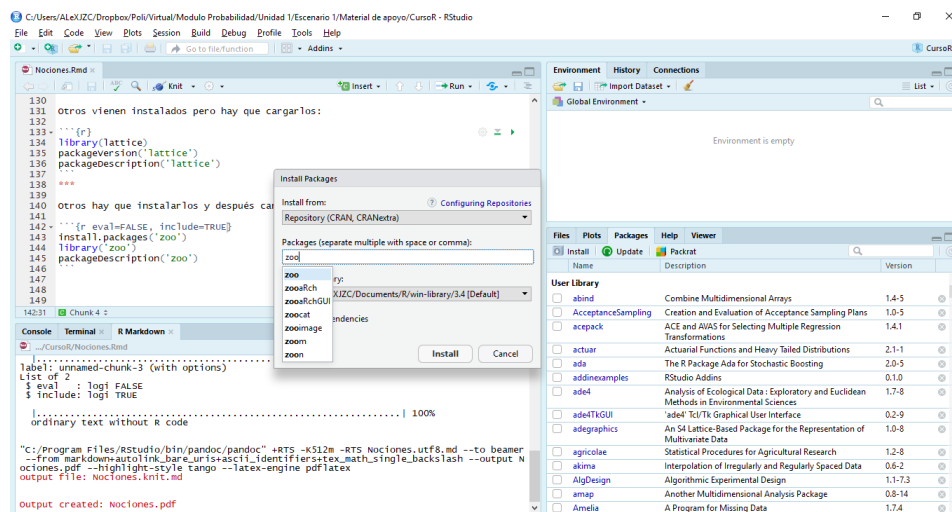 C:/Users/ALeXJZC/Dropbox/Poli/Virtual/Modulo Probabilidad/Unidad 1/Escenario 1/Material de apoyo/CursoR - RStudio
File Edit Code View Plots Session Build Debug Profile Tools Help
Go to file/function Addins CursoR
Nociones.Rmd
ABC Knit Insert Run
130
131 Otros vienen instalados pero hay que cargarlos:
132
133 ```{r}
134 library(lattice)
135 packageVersion('lattice')
136 packageDescription('lattice')
137 ```
138 ***
139
140 Otros hay que instalarlos y después
141
142 ```{r eval=FALSE, include=TRUE}
143 install.packages('zoo')
144 library('zoo')
145 packageDescription('zoo')
146 ```
147
148
149
142:31 Chunk 4
Install Packages
Install from:
? Configuring Repositories
Repository (CRAN, CRANextra)
Packages (separate multiple with space or comma):
zoo
zoo
zooaRch
zooaRchGUI
zoocat
zooimage
zoom
zoon
ry:
XJZC/Documents/R/win-library/3.4 [Default]
endencies
Install Cancel
Console Terminal R Markdown
.../CursoR/Nociones.Rmd
label: unnamed-chunk-3 (with options)
List of 2
$ eval : logi FALSE
$ include: logi TRUE
|.................................................................| 100%
ordinary text without R code
"C:/Program Files/RStudio/bin/pandoc/pandoc" +RTS -K512m -RTS Nociones.utf8.md --to beamer
--from markdown+autolink_bare_uris+ascii_identifiers+tex_math_single_backslash --output N
ociones.pdf --highlight-style tango --latex-engine pdflatex
output file: Nociones.knit.md
Output created: Nociones.pdf
Environment History Connections
Import Dataset List
Global Environment
Environment is empty
Files Plots Packages Help Viewer
Install Update Packrat
Name Description Version
User Library
abind Combine Multidimensional Arrays 1.4-5
AcceptanceSampling Creation and Evaluation of Acceptance Sampling Plans 1.0-5
acepack ACE and AVAS for Selecting Multiple Regression Transformations 1.4.1
actuar Actuarial Functions and Heavy Tailed Distributions 2.1-1
ada The R Package Ada for Stochastic Boosting 2.0-5
addinexamples RStudio Addins 0.1.0
ade4 Analysis of Ecological Data : Exploratory and Euclidean Methods in Environmental Sciences 1.7-8
ade4TkGUI 'ade4' Tcl/Tk Graphical User Interface 0.2-9
adegraphics An S4 Lattice-Based Package for the Representation of Multivariate Data 1.0-8
agricolae Statistical Procedures for Agricultural Research 1.2-8
akima Interpolation of Irregularly and Regularly Spaced Data 0.6-2
AlgDesign Algorithmic Experimental Design 1.1-7.3
amap Another Multidimensional Analysis Package 0.8-14
Amelia A Program for Missing Data 1.7.4